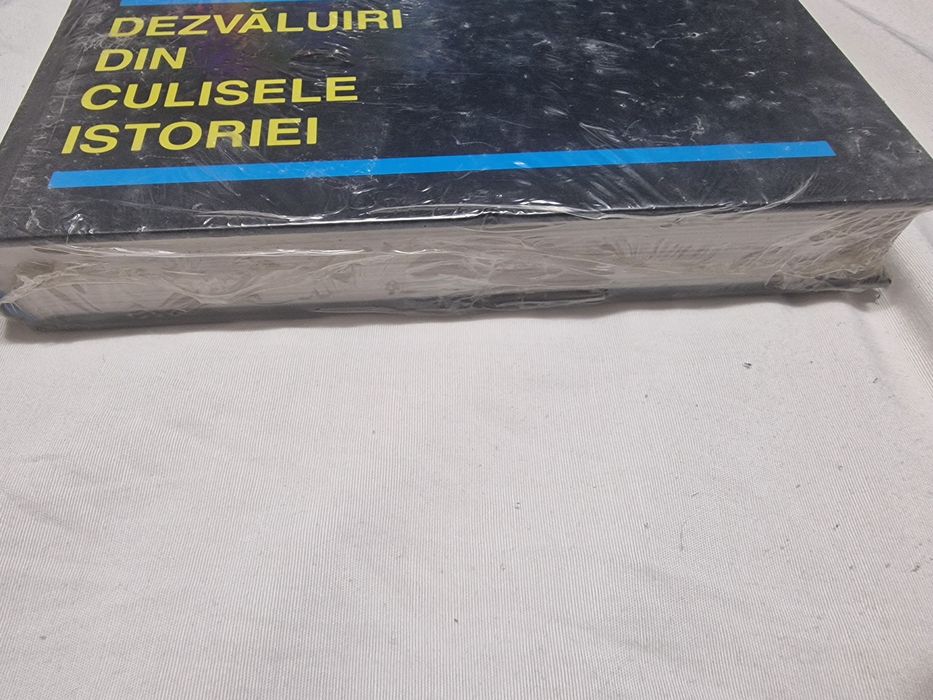 DEZVĂLUIRI
DIN
CULISELE
ISTORIEI